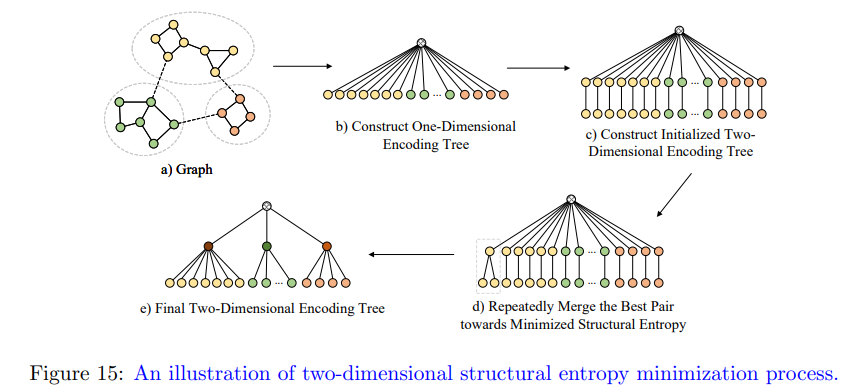 a) Graph
b) Construct One-Dimensional
Encoding Tree
c) Construct Initialized Two-
Dimensional Encoding Tree
...
...
...
e) Final Two-Dimensional Encoding Tree
d) Repeatedly Merge the Best Pair
towards Minimized Structural Entropy
...
...
Figure 15: An illustration of two-dimensional structural entropy minimization process.